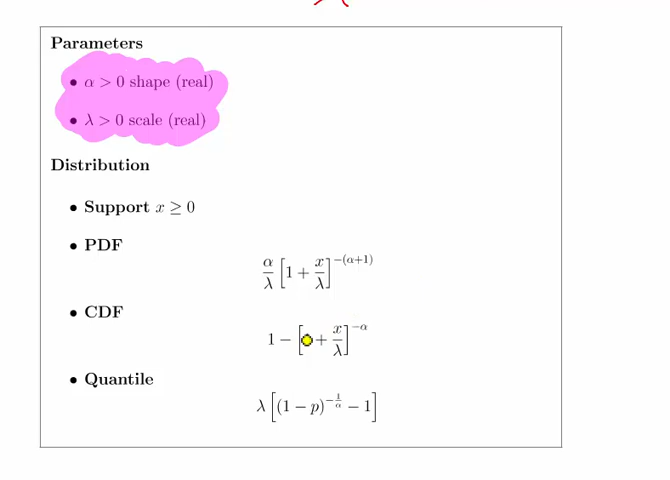 Parameters
• α > 0 shape (real)
• λ > 0 scale (real)
Distribution
• Support x ≥ 0
• PDF
α/λ [1 + x/λ]^−(α+1)
• CDF
1 − [ + x/λ]^−α
• Quantile
λ [(1 − p)^−1/α − 1]